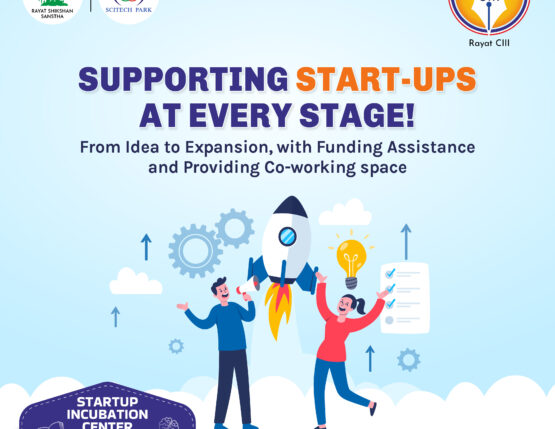 RAYAT SHIKSHAN
SANSTHA
SCITECH PARK
Rayat CIII
SUPPORTING START-UPS
AT EVERY STAGE!
From Idea to Expansion, with Funding Assistance
and Providing Co-working space
STARTUP
INCUBATION
CENTER